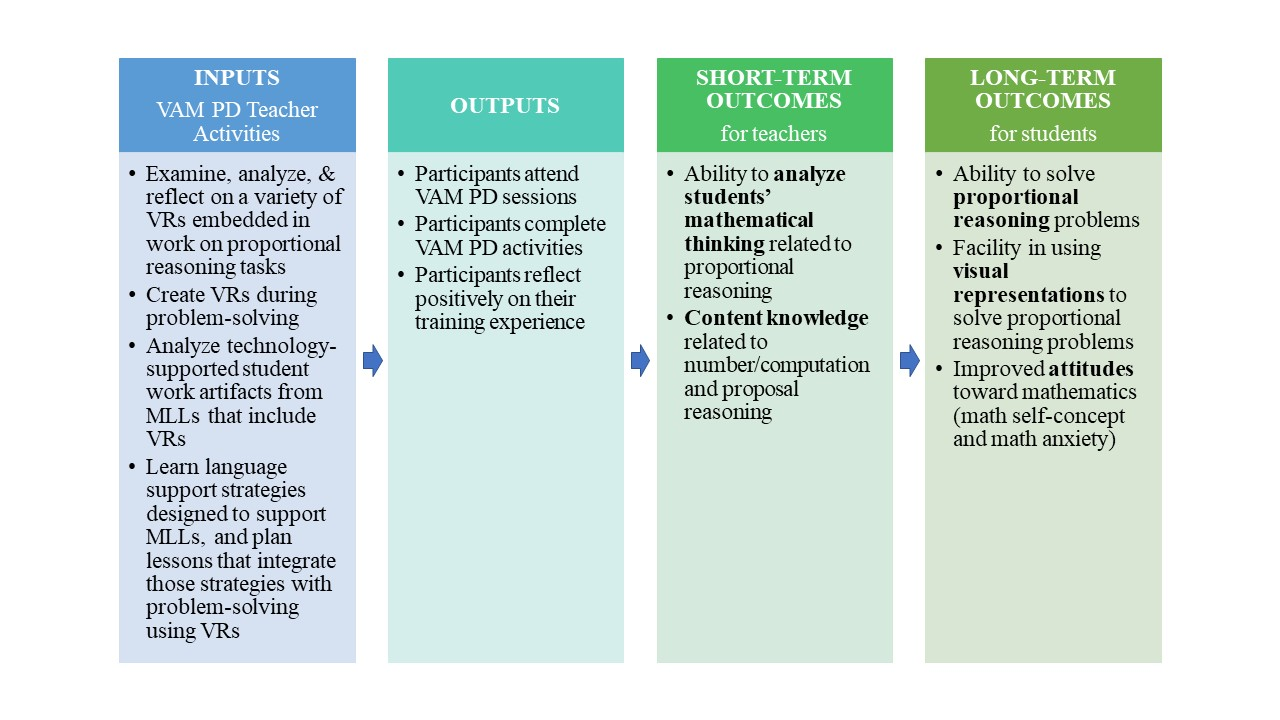 INPUTS
VAM PD Teacher
Activities
• Examine, analyze, &
reflect on a variety of
VRs embedded in
work on proportional
reasoning tasks
• Create VRs during
problem-solving
• Analyze technology-
supported student
work artifacts from
MLLs that include
VRs
• Learn language
support strategies
designed to support
MLLs, and plan
lessons that integrate
those strategies with
problem-solving
using VRs
OUTPUTS
• Participants attend
VAM PD sessions
• Participants complete
VAM PD activities
• Participants reflect
positively on their
training experience
SHORT-TERM
OUTCOMES
for teachers
• Ability to analyze
students’
mathematical
thinking related to
proportional
reasoning
• Content knowledge
related to
number/computation
and proposal
reasoning
LONG-TERM
OUTCOMES
for students
• Ability to solve
proportional
reasoning problems
• Facility in using
visual
representations to
solve proportional
reasoning problems
• Improved attitudes
toward mathematics
(math self-concept
and math anxiety)